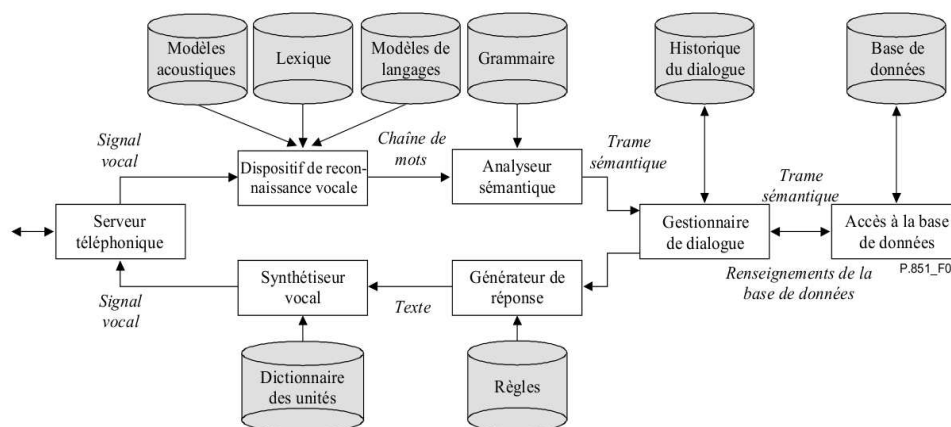 Modèles
acoustiques
Lexique
Modèles de
langages
Grammaire
Historique
du dialogue
Base de
données
Signal
vocal
Chaîne de
mots
Trame
sémantique
Dispositif de recon-
naissance vocale
Analyseur
sémantique
Trame
sémantique
Serveur
téléphonique
Gestionnaire
de dialogue
Accès à la base
de données
P.851_F0
Synthétiseur
vocal
Générateur de
réponse
Renseignements de la
base de données
Signal
vocal
Texte
Dictionnaire
des unités
Règles